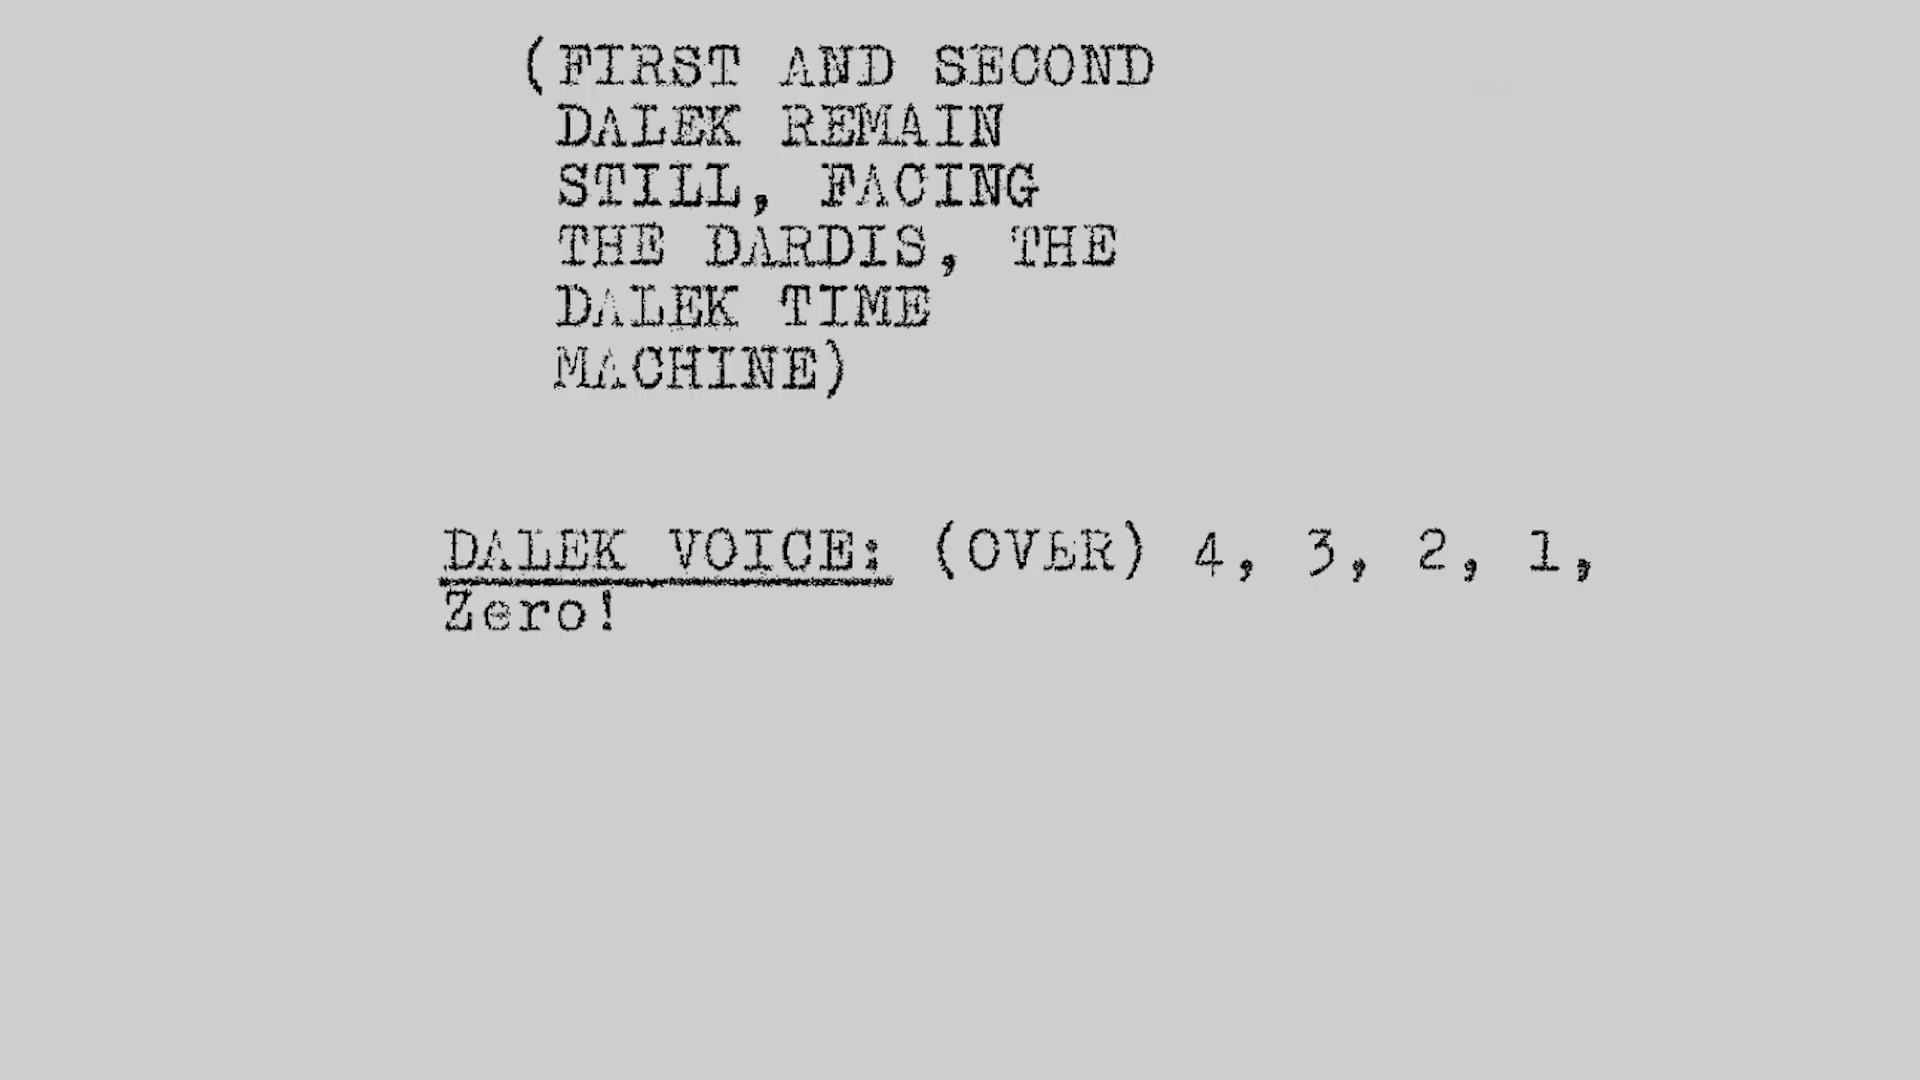 (FIRST AND SECOND
DALEK REMAIN
STILL, FACING
THE DARDIS, THE
DALEK TIME
MACHINE)
DALEK VOICE: (OVER) 4, 3, 2, 1,
Zero!